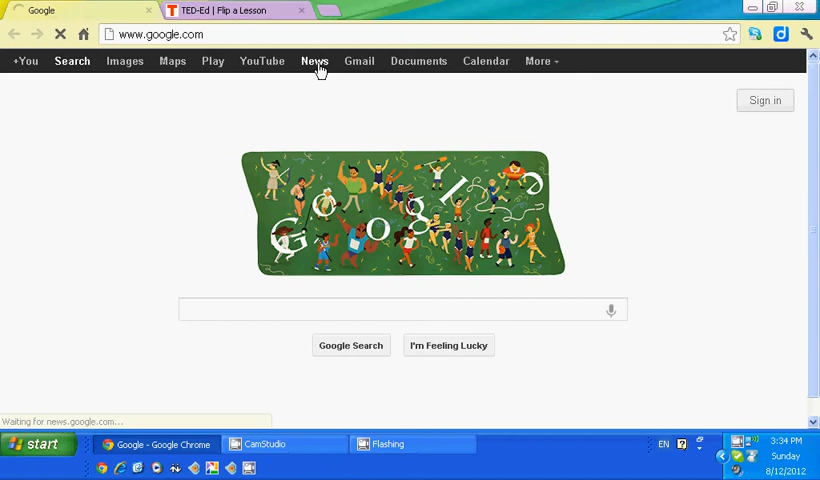 Google
TED-Ed | Flip a Lesson
www.google.com
+You Search Images Maps Play YouTube News Gmail Documents Calendar More
Sign in
Google
Google Search
I'm Feeling Lucky
Waiting for news.google.com...
start
Google - Google Chrome
CamStudio
Flashing
EN
3:34 PM
Sunday
8/12/2012